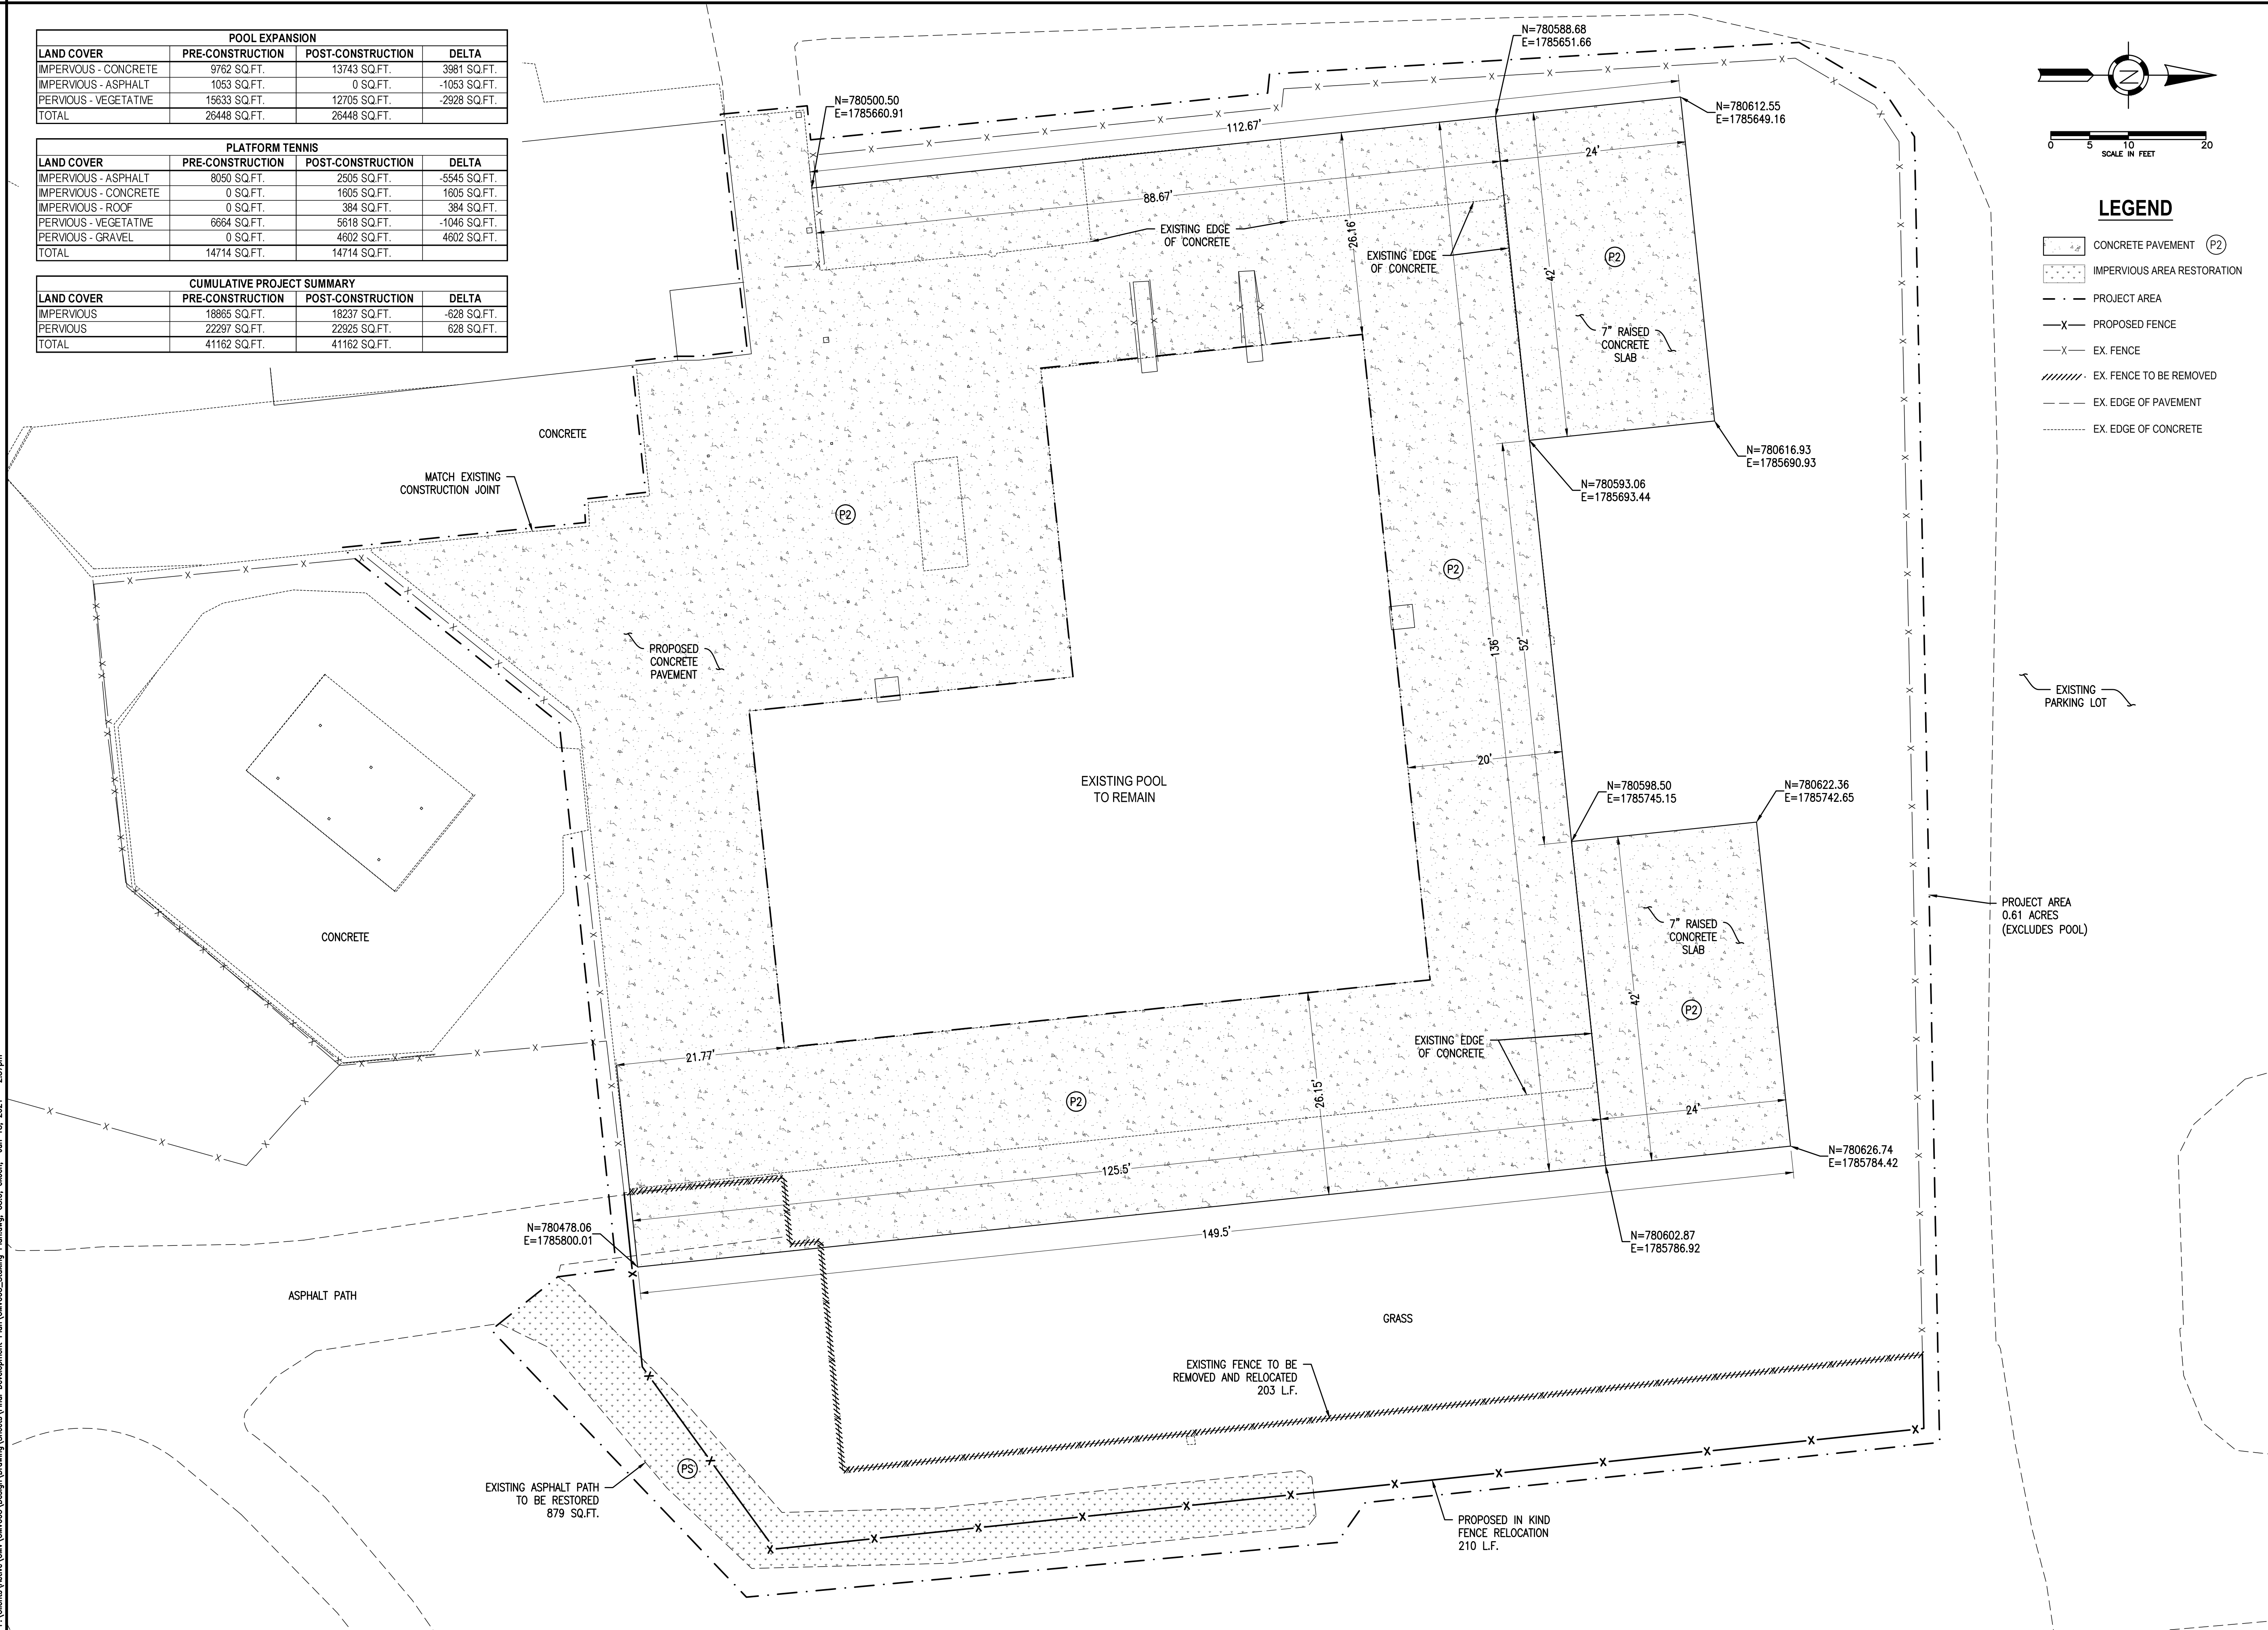 POOL EXPANSION
LAND COVER PRE-CONSTRUCTION POST-CONSTRUCTION DELTA
IMPERVOUS - CONCRETE 9762 SQ.FT. 13743 SQ.FT. 3981 SQ.FT.
IMPERVIOUS - ASPHALT 1053 SQ.FT. 0 SQ.FT. -1053 SQ.FT.
PERVIOUS - VEGETATIVE 15633 SQ.FT. 12705 SQ.FT. -2928 SQ.FT.
TOTAL 26448 SQ.FT. 26448 SQ.FT.
PLATFORM TENNIS
LAND COVER PRE-CONSTRUCTION POST-CONSTRUCTION DELTA
IMPERVIOUS - ASPHALT 8050 SQ.FT. 2505 SQ.FT. -5545 SQ.FT.
IMPERVIOUS - CONCRETE 0 SQ.FT. 1605 SQ.FT. 1605 SQ.FT.
IMPERVIOUS - ROOF 0 SQ.FT. 384 SQ.FT. 384 SQ.FT.
PERVIOUS - VEGETATIVE 6664 SQ.FT. 5618 SQ.FT. -1046 SQ.FT.
PERVIOUS - GRAVEL 0 SQ.FT. 4602 SQ.FT. 4602 SQ.FT.
TOTAL 14714 SQ.FT. 14714 SQ.FT.
CUMULATIVE PROJECT SUMMARY
LAND COVER PRE-CONSTRUCTION POST-CONSTRUCTION DELTA
IMPERVIOUS 18865 SQ.FT. 18237 SQ.FT. -628 SQ.FT.
PERVIOUS 22297 SQ.FT. 22925 SQ.FT. 628 SQ.FT.
TOTAL 41162 SQ.FT. 41162 SQ.FT.
N=780500.50
E=1785660.91
N=780588.68
E=1785651.66
N=780612.55
E=1785649.16
N
0 5 10 20
SCALE IN FEET
LEGEND
CONCRETE PAVEMENT P2
IMPERVIOUS AREA RESTORATION
PROJECT AREA
X PROPOSED FENCE
X EX. FENCE
EX. FENCE TO BE REMOVED
EX. EDGE OF PAVEMENT
EX. EDGE OF CONCRETE
112.67'
24'
88.67'
EXISTING EDGE
OF CONCRETE
26.16'
EXISTING EDGE
OF CONCRETE
42'
P2
7" RAISED
CONCRETE
SLAB
CONCRETE
MATCH EXISTING
CONSTRUCTION JOINT
N=780616.93
E=1785690.93
N=780593.06
E=1785693.44
P2
P2
PROPOSED
CONCRETE
PAVEMENT
136'
52'
EXISTING
PARKING LOT
20'
EXISTING POOL
TO REMAIN
N=780598.50
E=1785745.15
N=780622.36
E=1785742.65
PROJECT AREA
0.61 ACRES
(EXCLUDES POOL)
CONCRETE
7" RAISED
CONCRETE
SLAB
42'
P2
21.77'
EXISTING EDGE
OF CONCRETE
P2
26.15'
24'
125.5'
N=780626.74
E=1785784.42
N=780478.06
E=1785800.01
149.5'
N=780602.87
E=1785786.92
ASPHALT PATH
GRASS
EXISTING FENCE TO BE
REMOVED AND RELOCATED
203 L.F.
PS
EXISTING ASPHALT PATH
TO BE RESTORED
879 SQ.FT.
PROPOSED IN KIND
FENCE RELOCATION
210 L.F.